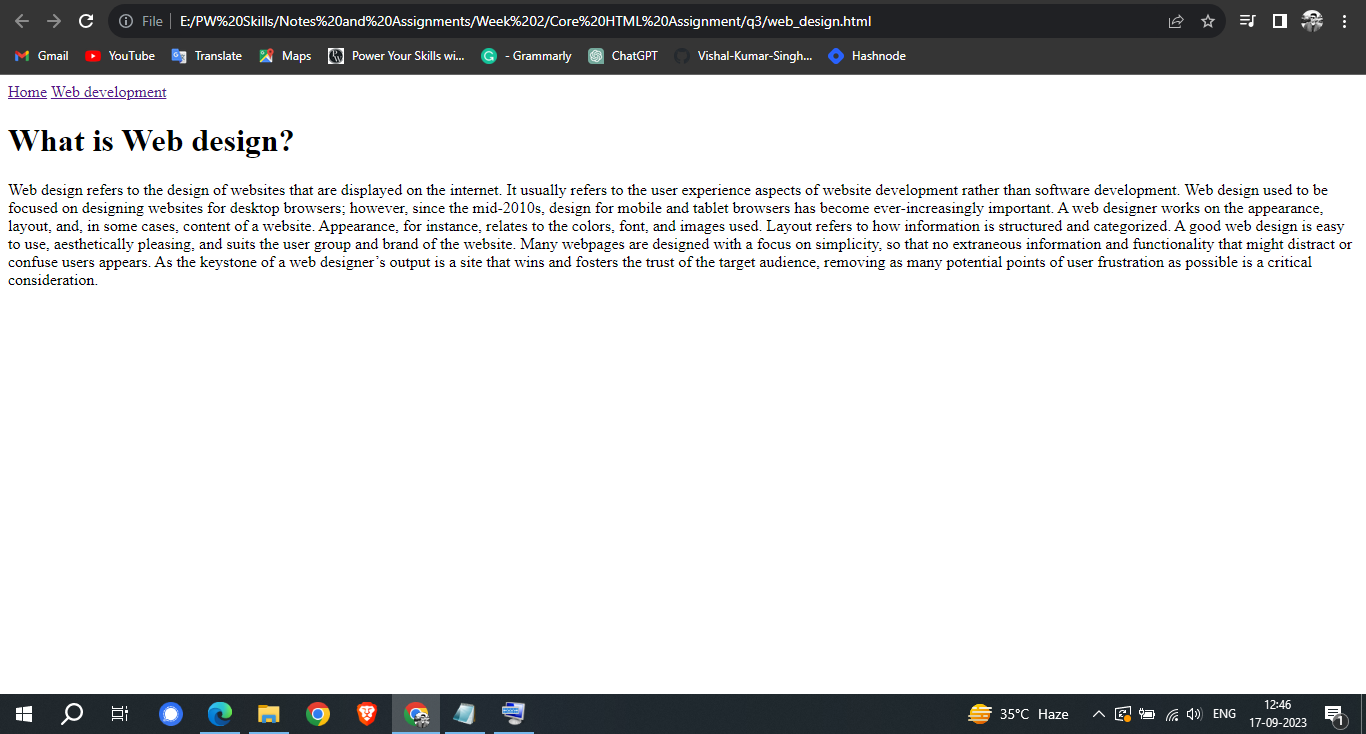 File | E:/PW%20Skills/Notes%20and%20Assignments/Week%202/Core%20HTML%20Assignment/q3/web_design.html
Gmail YouTube Translate Maps Power Your Skills wi... - Grammarly ChatGPT Vishal-Kumar-Singh... Hashnode
Home Web development
What is Web design?
Web design refers to the design of websites that are displayed on the internet. It usually refers to the user experience aspects of website development rather than software development. Web design used to be
focused on designing websites for desktop browsers; however, since the mid-2010s, design for mobile and tablet browsers has become ever-increasingly important. A web designer works on the appearance,
layout, and, in some cases, content of a website. Appearance, for instance, relates to the colors, font, and images used. Layout refers to how information is structured and categorized. A good web design is easy
to use, aesthetically pleasing, and suits the user group and brand of the website. Many webpages are designed with a focus on simplicity, so that no extraneous information and functionality that might distract or
confuse users appears. As the keystone of a web designer’s output is a site that wins and fosters the trust of the target audience, removing as many potential points of user frustration as possible is a critical
consideration.
35°C Haze ENG 12:46
17-09-2023 1